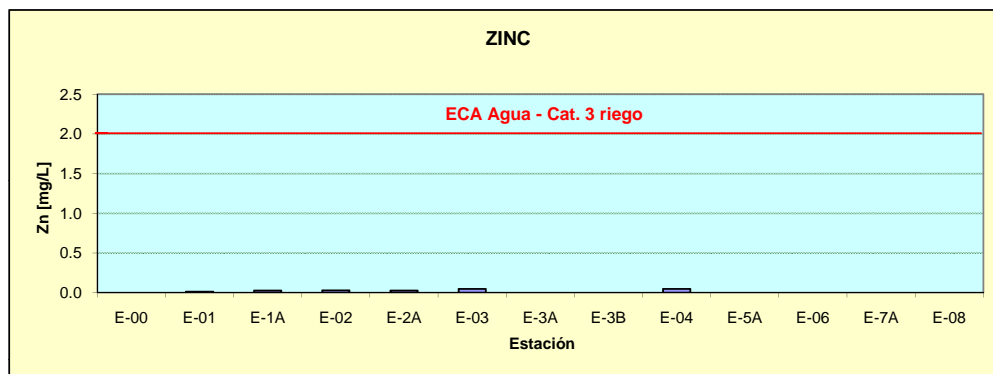 ZINC
ECA Agua - Cat. 3 riego
Zn [mg/L]
2.5
2.0
1.5
1.0
0.5
0.0
E-00 E-01 E-1A E-02 E-2A E-03 E-3A E-3B E-04 E-5A E-06 E-7A E-08
Estación